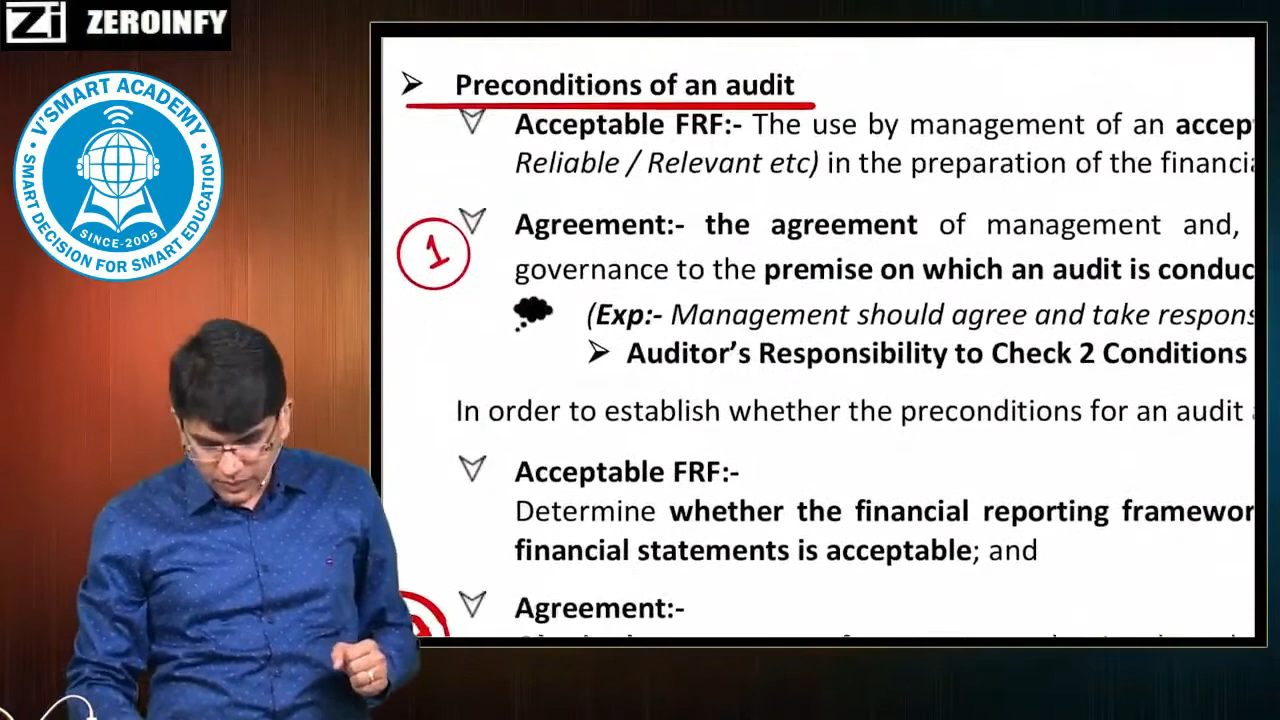 Zi ZEROINFY
V'SMART ACADEMY
SMART DECISION FOR SMART EDUCATION
SINCE-2005
Preconditions of an audit
Acceptable FRF:- The use by management of an accep
Reliable / Relevant etc) in the preparation of the financia
1
Agreement:- the agreement of management and,
governance to the premise on which an audit is conduc
(Exp:- Management should agree and take respons
Auditor's Responsibility to Check 2 Conditions
In order to establish whether the preconditions for an audit
Acceptable FRF:-
Determine whether the financial reporting framewor
financial statements is acceptable; and
Agreement:-